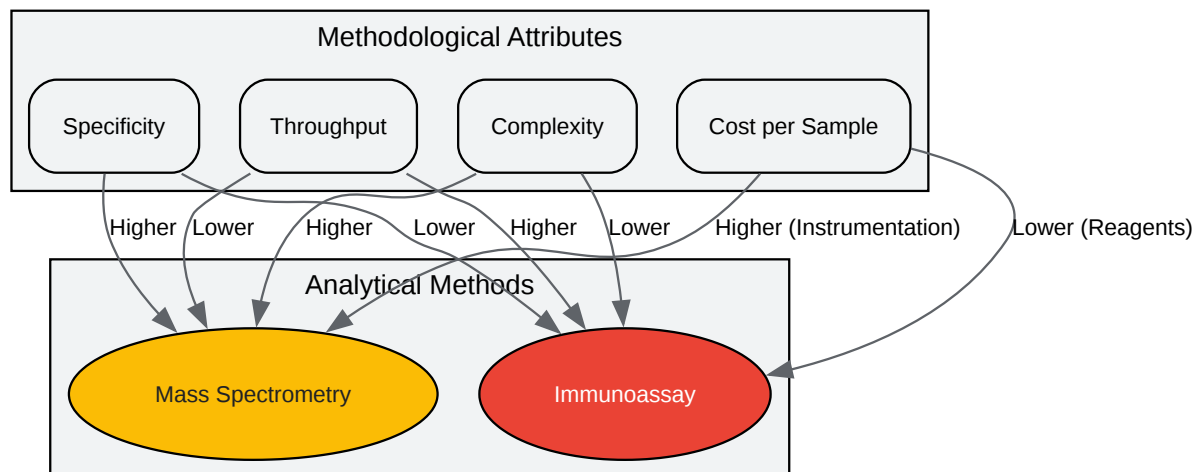 Methodological Attributes
Specificity
Throughput
Complexity
Cost per Sample
Higher
Lower
Higher
Lower
Higher
Lower
Higher (Instrumentation)
Lower (Reagents)
Analytical Methods
Mass Spectrometry
Immunoassay